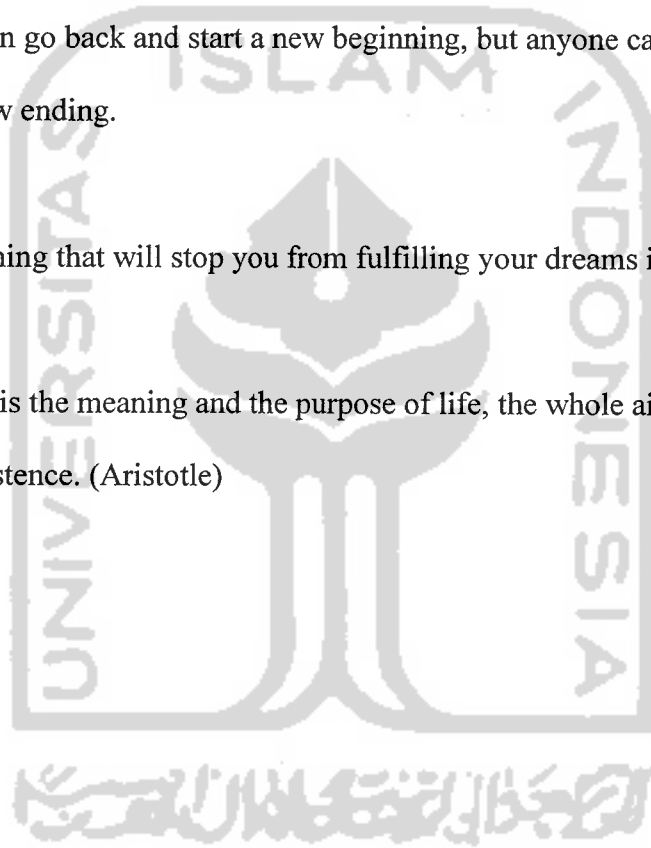 n go back and start a new beginning, but anyone ca
w ending.
ning that will stop you from fulfilling your dreams i
is the meaning and the purpose of life, the whole ai
stence. (Aristotle)
ISLAM
UNIVERSITAS
INDONESIA